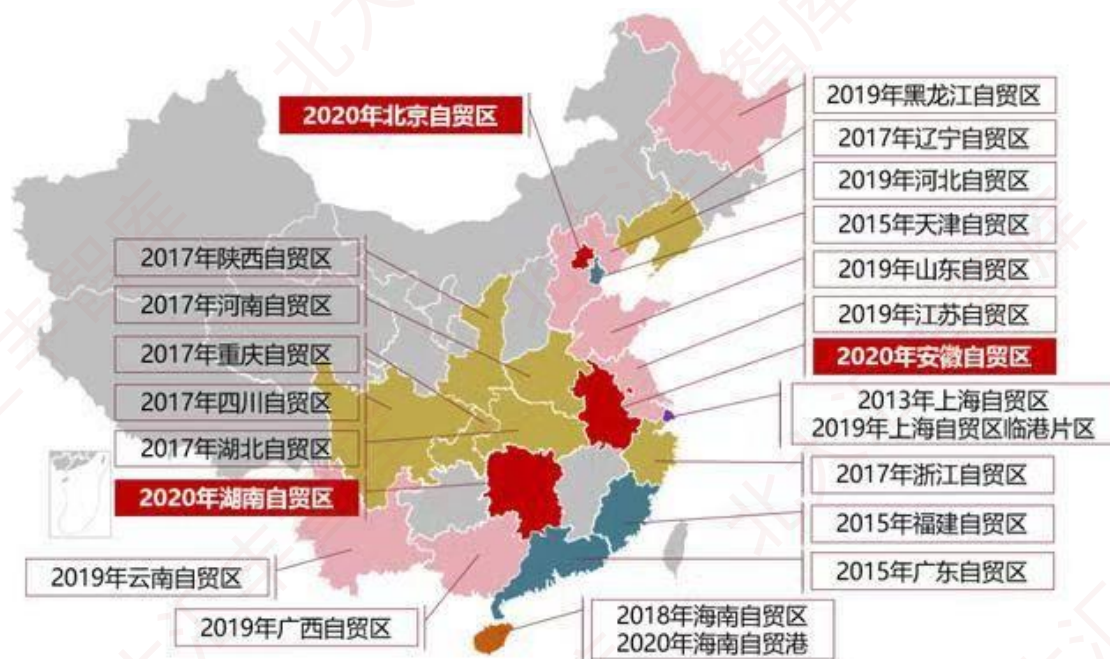 2020年北京自贸区
2017年陕西自贸区
2017年河南自贸区
2017年重庆自贸区
2017年四川自贸区
2017年湖北自贸区
2020年湖南自贸区
2019年云南自贸区
2019年广西自贸区
2019年黑龙江自贸区
2017年辽宁自贸区
2019年河北自贸区
2015年天津自贸区
2019年山东自贸区
2019年江苏自贸区
2020年安徽自贸区
2013年上海自贸区
2019年上海自贸区临港片区
2017年浙江自贸区
2015年福建自贸区
2015年广东自贸区
2018年海南自贸区
2020年海南自贸港